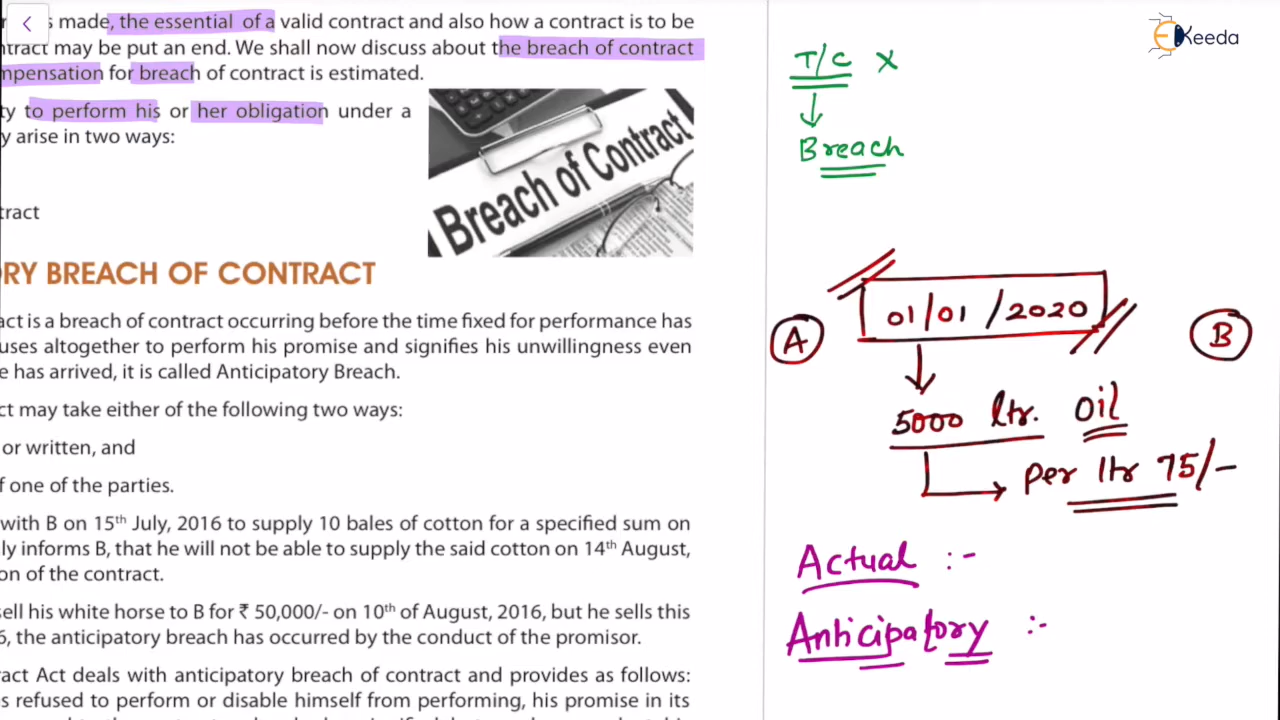 s made, the essential of a valid contract and also how a contract is to be
ntract may be put an end. We shall now discuss about the breach of contract
mpensation for breach of contract is estimated.
ty to perform his or her obligation under a
y arise in two ways:
tract
Breach of Contract
ORY BREACH OF CONTRACT
act is a breach of contract occurring before the time fixed for performance has
uses altogether to perform his promise and signifies his unwillingness even
e has arrived, it is called Anticipatory Breach.
ct may take either of the following two ways:
or written, and
f one of the parties.
with B on 15th July, 2016 to supply 10 bales of cotton for a specified sum on
ly informs B, that he will not be able to supply the said cotton on 14th August,
on of the contract.
sell his white horse to B for ₹ 50,000/- on 10th of August, 2016, but he sells this
6, the anticipatory breach has occurred by the conduct of the promisor.
ract Act deals with anticipatory breach of contract and provides as follows:
s refused to perform or disable himself from performing, his promise in its
Keeda
T/C X
Breach
A 01/01/2020 B
5000 ltr. Oil
Per ltr 75/-
Actual :-
Anticipatory :-